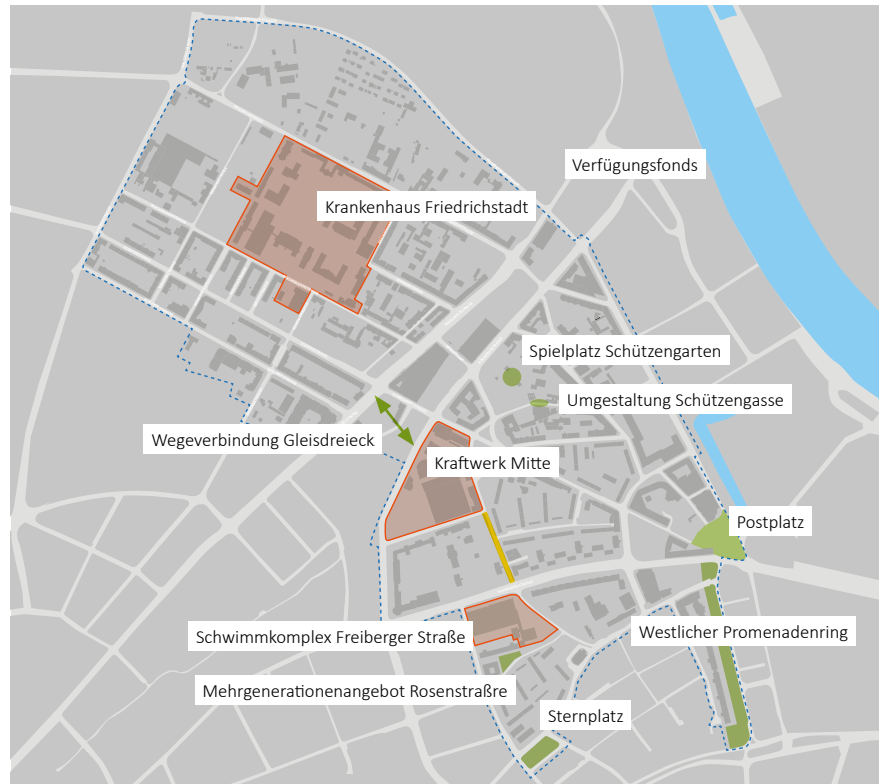 Verfügungsfonds
Krankenhaus Friedrichstadt
Spielplatz Schützengarten
Umgestaltung Schützengasse
Wegeverbindung Gleisdreieck
Kraftwerk Mitte
Postplatz
Schwimmkomplex Freiberger Straße
Westlicher Promenadenring
Mehrgenerationenangebot Rosenstraßre
Sternplatz